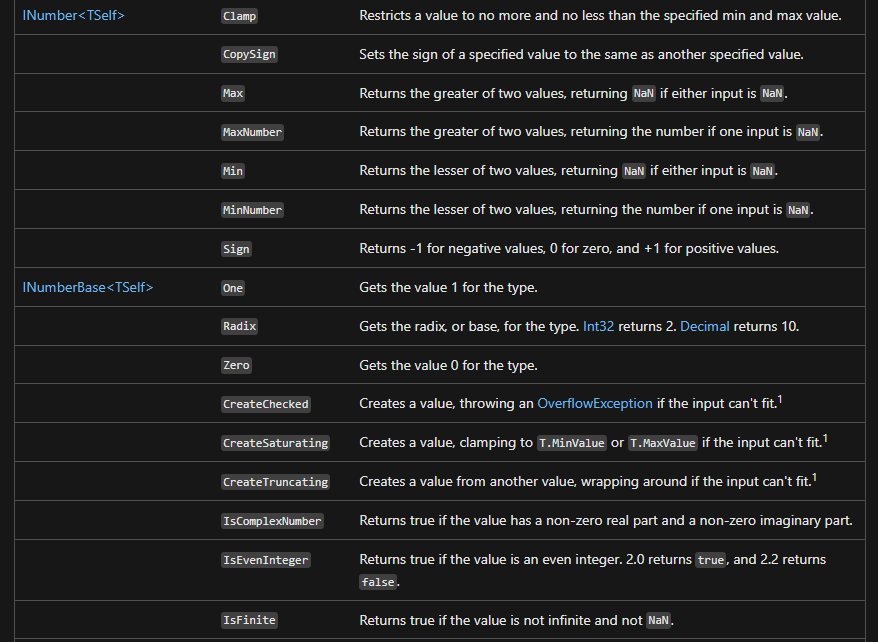 INumber<TSelf> Clamp Restricts a value to no more and no less than the specified min and max value.
CopySign Sets the sign of a specified value to the same as another specified value.
Max Returns the greater of two values, returning NaN if either input is NaN.
MaxNumber Returns the greater of two values, returning the number if one input is NaN.
Min Returns the lesser of two values, returning NaN if either input is NaN.
MinNumber Returns the lesser of two values, returning the number if one input is NaN.
Sign Returns -1 for negative values, 0 for zero, and +1 for positive values.
INumberBase<TSelf> One Gets the value 1 for the type.
Radix Gets the radix, or base, for the type. Int32 returns 2. Decimal returns 10.
Zero Gets the value 0 for the type.
CreateChecked Creates a value, throwing an OverflowException if the input can't fit.1
CreateSaturating Creates a value, clamping to T.MinValue or T.MaxValue if the input can't fit.1
CreateTruncating Creates a value from another value, wrapping around if the input can't fit.1
IsComplexNumber Returns true if the value has a non-zero real part and a non-zero imaginary part.
IsEvenInteger Returns true if the value is an even integer. 2.0 returns true, and 2.2 returns
false.
IsFinite Returns true if the value is not infinite and not NaN.